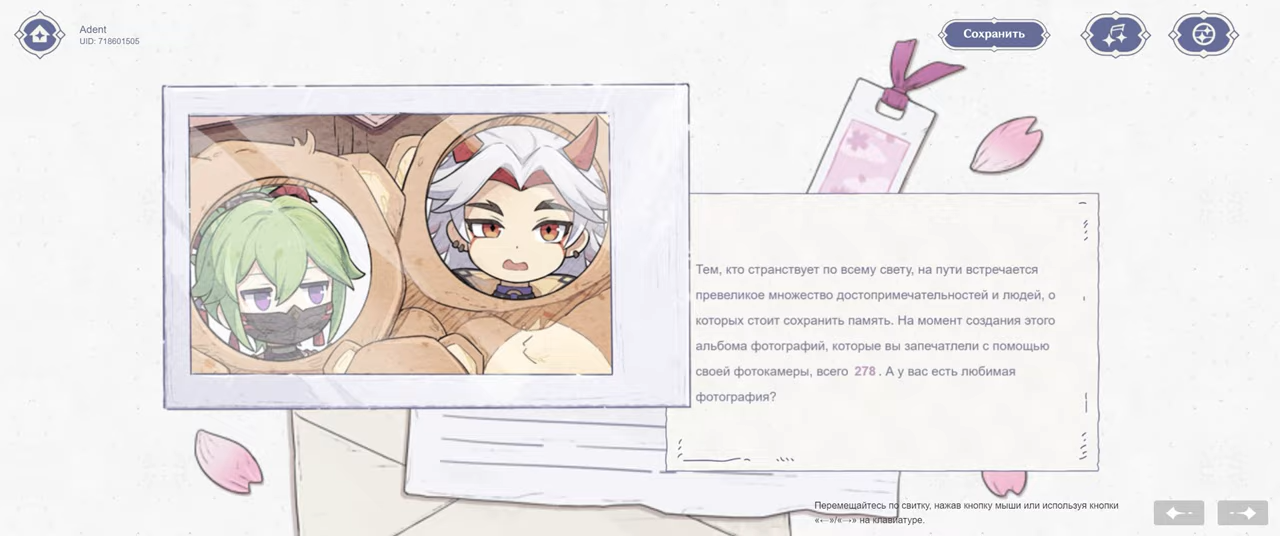 Adent
UID: 718601505
Сохранить
Тем, кто странствует по всему свету, на пути встречается
превеликое множество достопримечательностей и людей, о
которых стоит сохранить память. На момент создания этого
альбома фотографий, которые вы запечатлели с помощью
своей фотокамеры, всего 278 . А у вас есть любимая
фотография?
Перемещайтесь по свитку, нажав кнопку мыши или используя кнопки
«←»/«→» на клавиатуре.